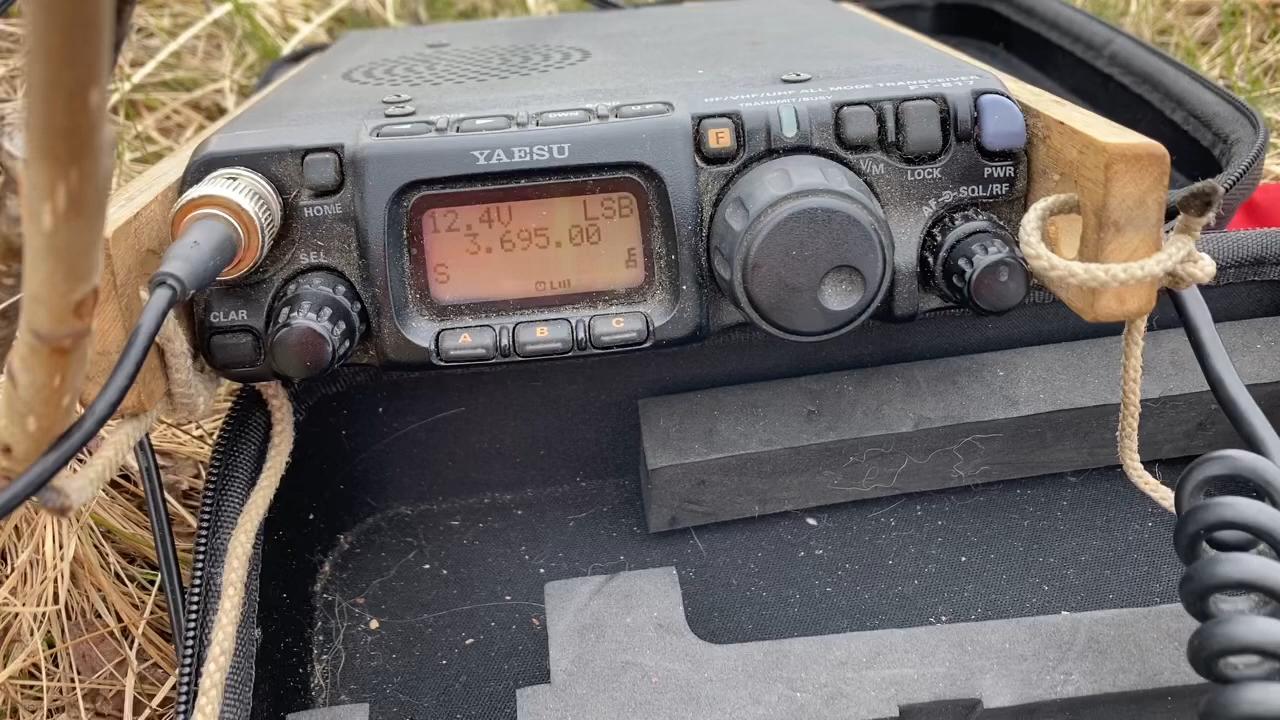 HF/VHF/UHF ALL MODE TRANSCEIVER
FT-817
TRANSMIT/BUSY
DWN
F
V/M
LOCK
PWR
YAESU
HOME
AF SQL/RF
SEL
12.4V LSB
3.695.00
S
CLAR
A B C